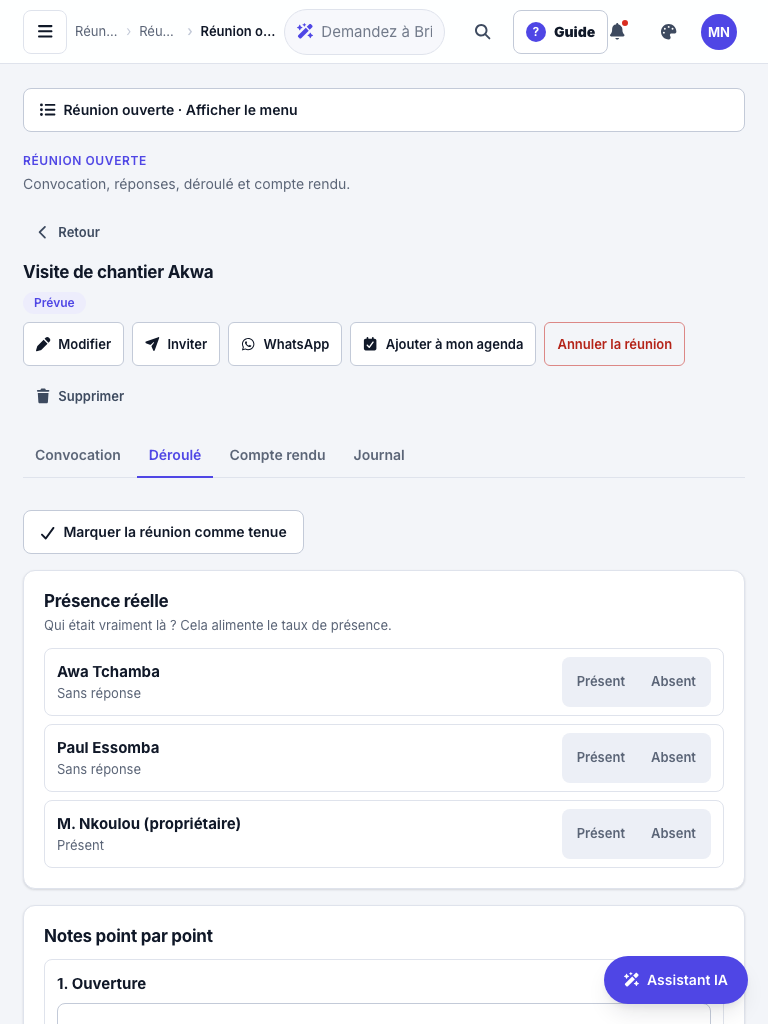 Réun...
Réu...
Réunion o...
Demandez à Bri
? Guide
MN
Réunion ouverte · Afficher le menu
RÉUNION OUVERTE
Convocation, réponses, déroulé et compte rendu.
Retour
Visite de chantier Akwa
Prévue
Modifier
Inviter
WhatsApp
Ajouter à mon agenda
Annuler la réunion
Supprimer
Convocation
Déroulé
Compte rendu
Journal
Marquer la réunion comme tenue
Présence réelle
Qui était vraiment là ? Cela alimente le taux de présence.
Awa Tchamba
Sans réponse
Présent
Absent
Paul Essomba
Sans réponse
Présent
Absent
M. Nkoulou (propriétaire)
Présent
Présent
Absent
Notes point par point
1. Ouverture
Assistant IA